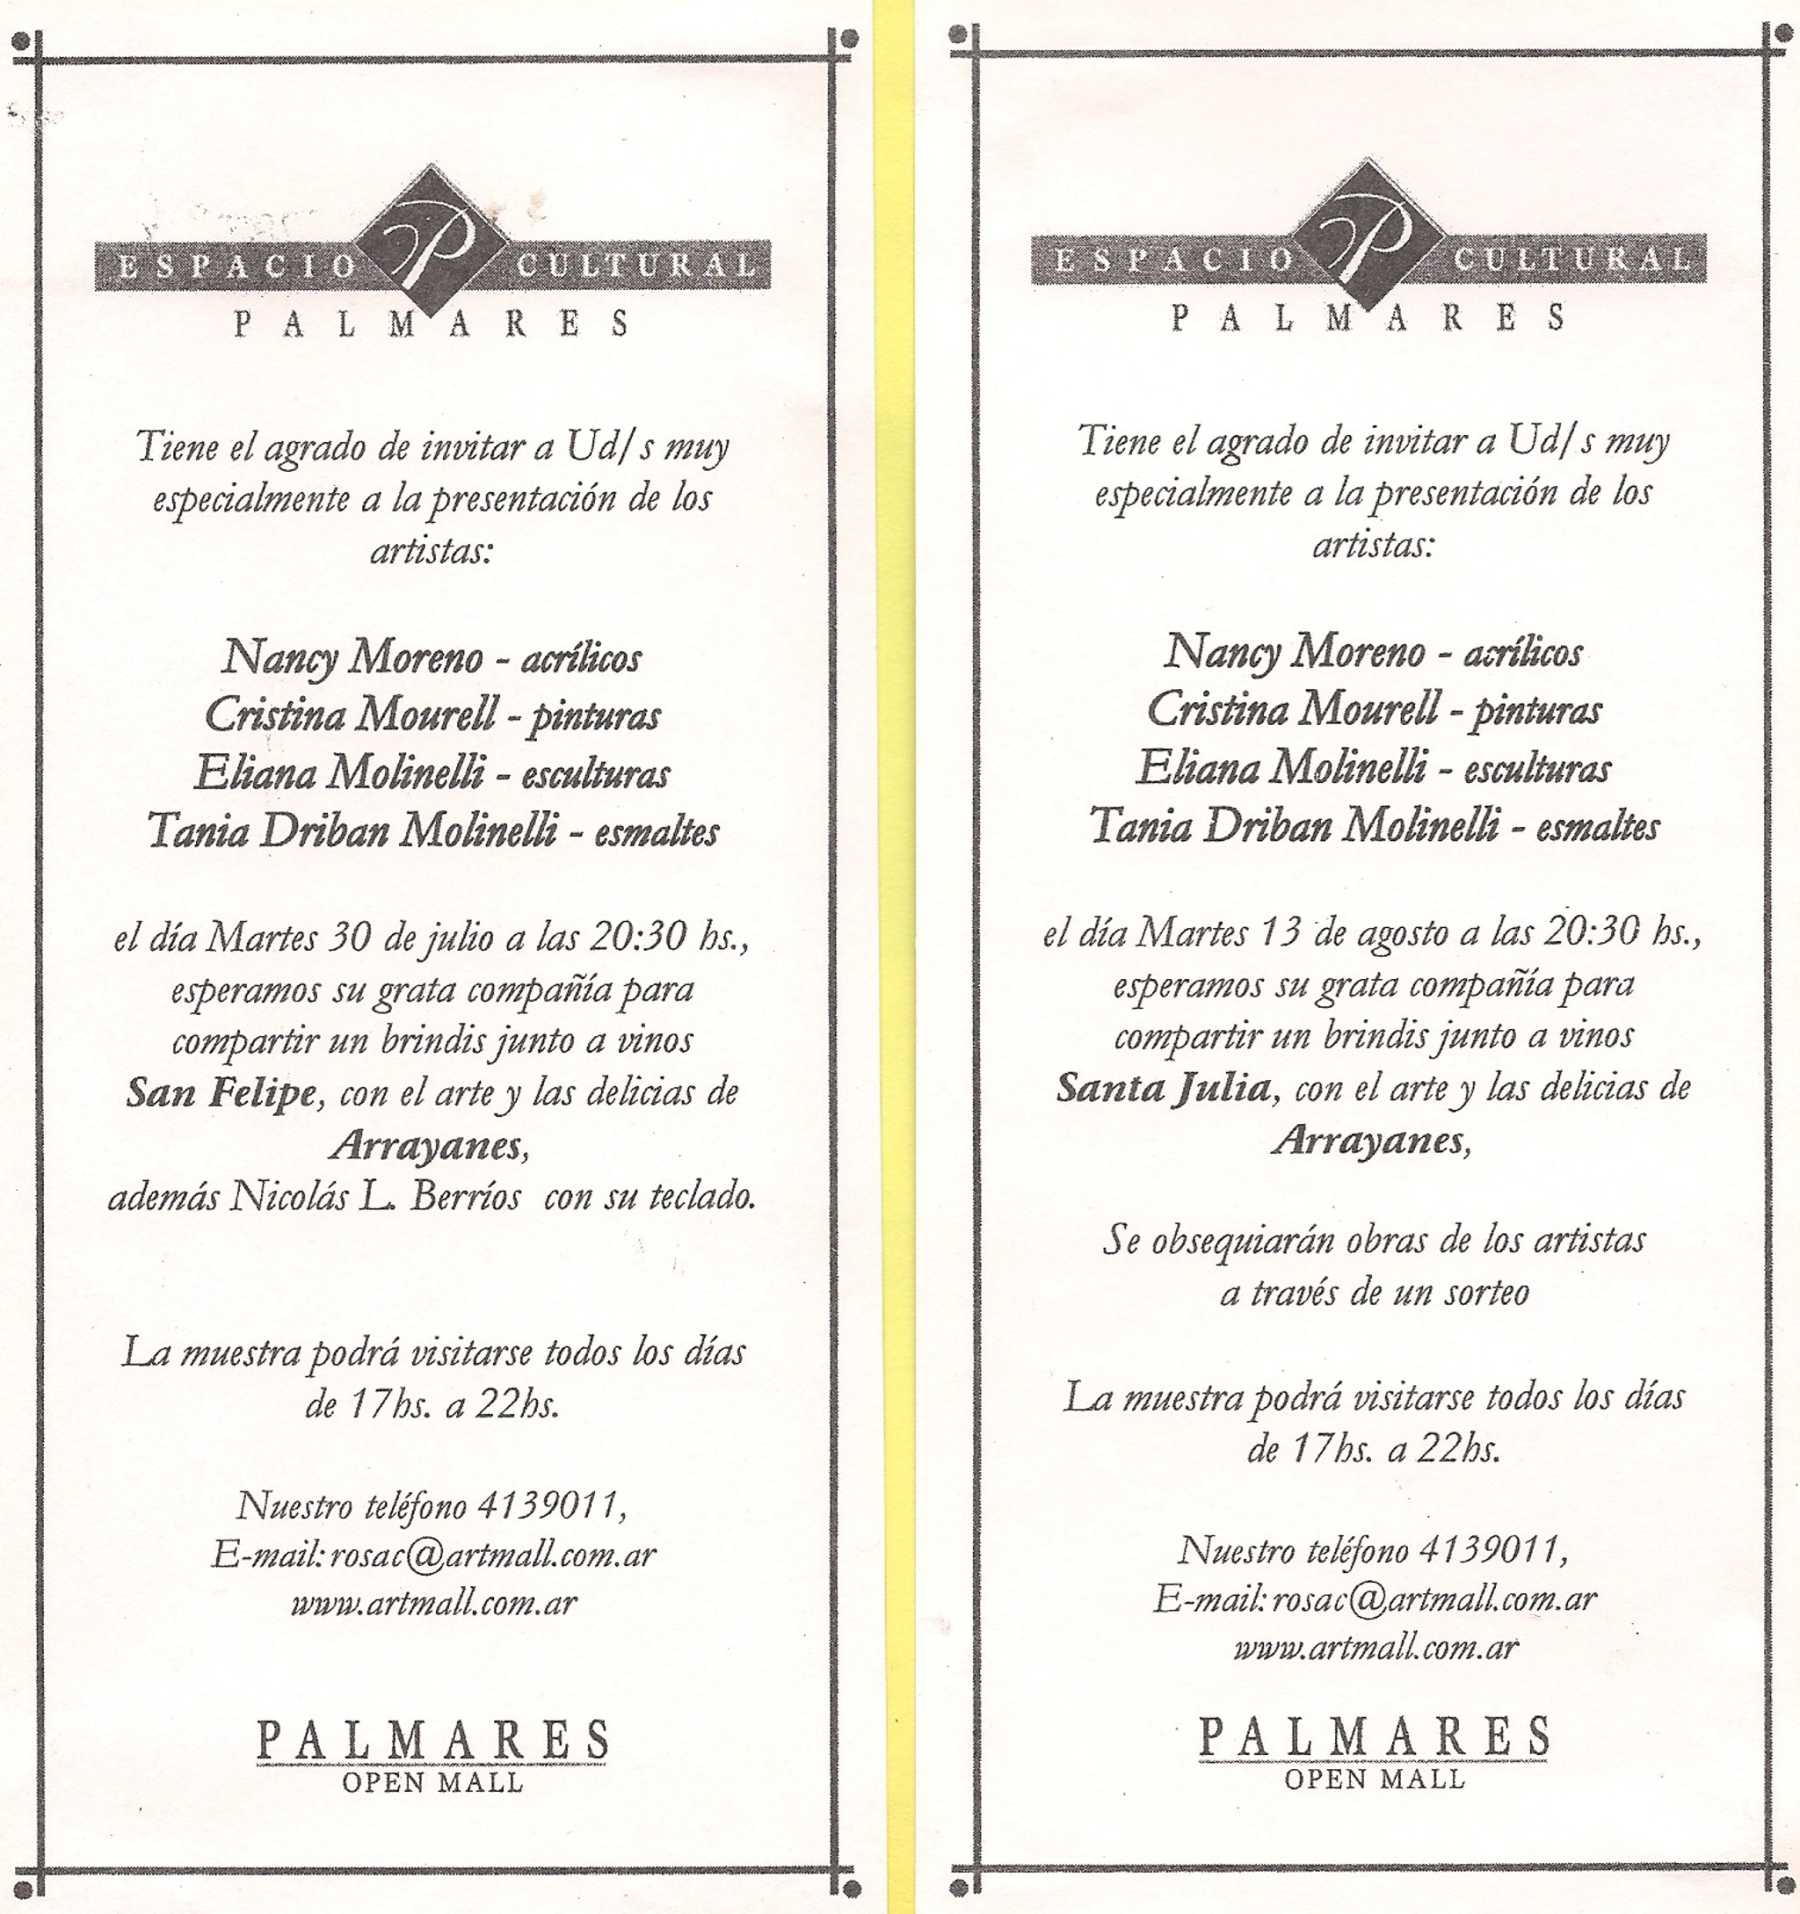 ESPACIO P CULTURAL
PALMARES
Tiene el agrado de invitar a Ud/s muy
especialmente a la presentación de los
artistas:
Nancy Moreno - acrílicos
Cristina Mourell - pinturas
Eliana Molinelli - esculturas
Tania Driban Molinelli - esmaltes
el día Martes 30 de julio a las 20:30 hs.,
esperamos su grata compañía para
compartir un brindis junto a vinos
San Felipe, con el arte y las delicias de
Arrayanes,
además Nicolás L. Berríos con su teclado.
La muestra podrá visitarse todos los días
de 17hs. a 22hs.
Nuestro teléfono 4139011,
E-mail: rosac@artmall.com.ar
www.artmall.com.ar
PALMARES
OPEN MALL
ESPACIO P CULTURAL
PALMARES
Tiene el agrado de invitar a Ud/s muy
especialmente a la presentación de los
artistas:
Nancy Moreno - acrílicos
Cristina Mourell - pinturas
Eliana Molinelli - esculturas
Tania Driban Molinelli - esmaltes
el día Martes 13 de agosto a las 20:30 hs.,
esperamos su grata compañía para
compartir un brindis junto a vinos
Santa Julia, con el arte y las delicias de
Arrayanes,
Se obsequiarán obras de los artistas
a través de un sorteo
La muestra podrá visitarse todos los días
de 17hs. a 22hs.
Nuestro teléfono 4139011,
E-mail: rosac@artmall.com.ar
www.artmall.com.ar
PALMARES
OPEN MALL